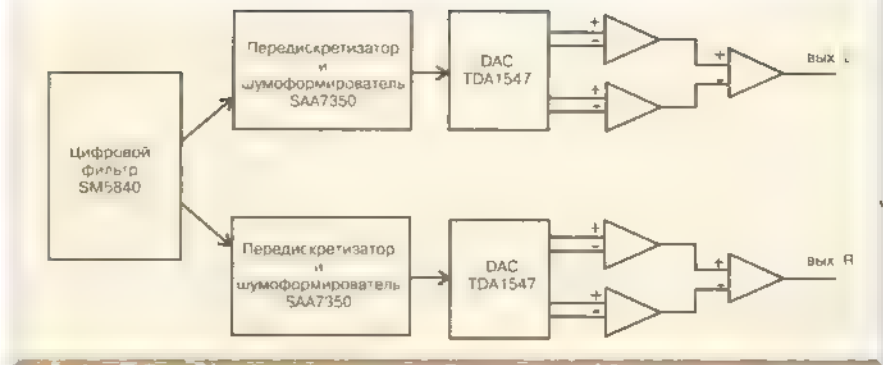 Передискретизатор
и
шумоформирователь
SAA7350
DAC
TDA1547
+
-
+
-
+
-
вых L
Цифровой
фильтр
SM5840
Передискретизатор
и
шумоформирователь
SAA7350
DAC
TDA1547
+
-
+
-
+
-
вых R